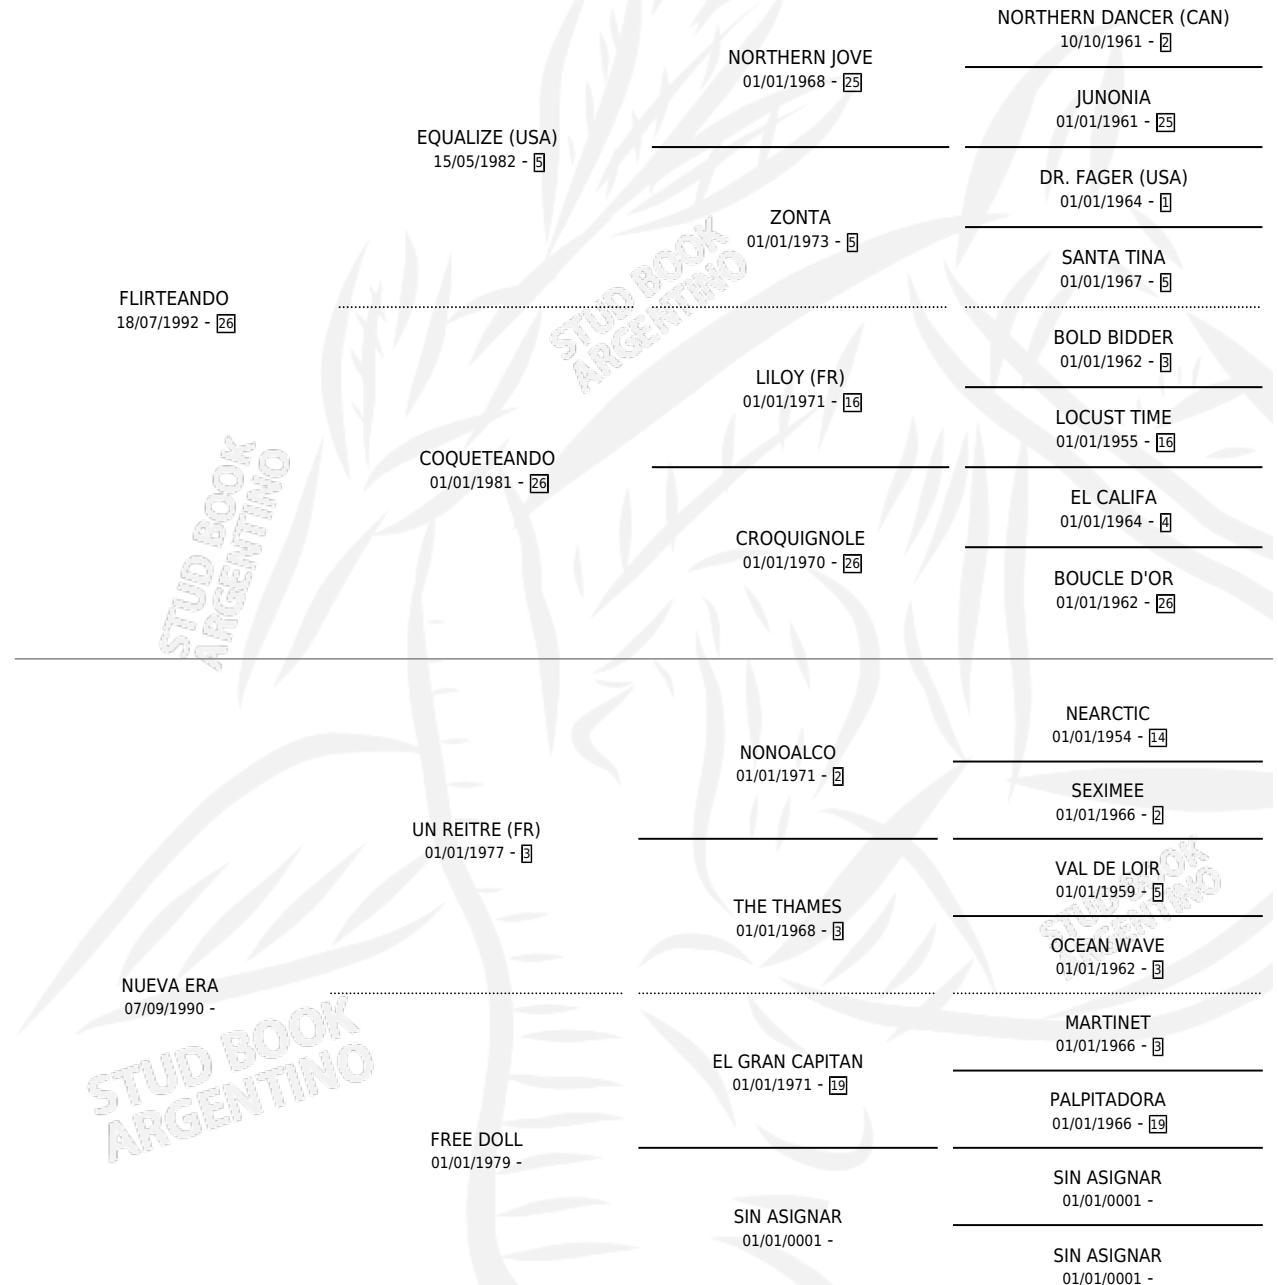 NORTHERN DANCER (CAN)
10/10/1961 - 2
NORTHERN JOVE
01/01/1968 - 25
JUNONIA
01/01/1961 - 25
EQUALIZE (USA)
15/05/1982 - 5
DR. FAGER (USA)
01/01/1964 - 1
ZONTA
01/01/1973 - 5
SANTA TINA
01/01/1967 - 5
FLIRTEANDO
18/07/1992 - 26
STUD BOOK
ARGENTINO
BOLD BIDDER
01/01/1962 - 3
LILOY (FR)
01/01/1971 - 16
LOCUST TIME
01/01/1955 - 16
COQUETEANDO
01/01/1981 - 26
EL CALIFA
01/01/1964 - 4
CROQUIGNOLE
01/01/1970 - 26
BOUCLE D'OR
01/01/1962 - 26
STUD BOOK
ARGENTINO
NEARCTIC
01/01/1954 - 14
NONOALCO
01/01/1971 - 2
SEXIMEE
01/01/1966 - 2
UN REITRE (FR)
01/01/1977 - 3
VAL DE LOIR
01/01/1959 - 5
THE THAMES
01/01/1968 - 3
OCEAN WAVE
01/01/1962 - 3
STUD BOOK
ARGENTINO
NUEVA ERA
07/09/1990 -
MARTINET
01/01/1966 - 3
EL GRAN CAPITAN
01/01/1971 - 19
PALPITADORA
01/01/1966 - 19
STUD BOOK
ARGENTINO
FREE DOLL
01/01/1979 -
SIN ASIGNAR
01/01/0001 -
SIN ASIGNAR
01/01/0001 -
SIN ASIGNAR
01/01/0001 -